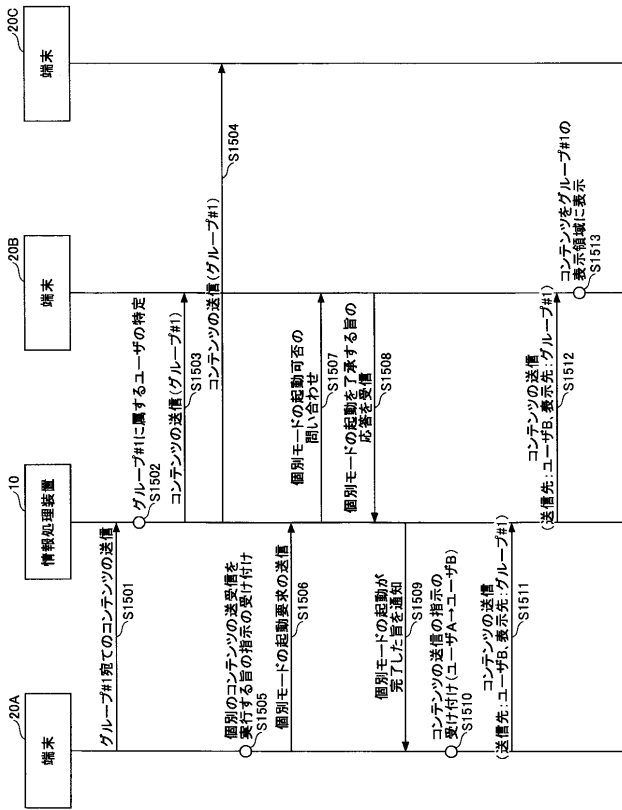 20A
端末
10
情報処理装置
20B
端末
20C
端末
グループ#1宛てのコンテンツの送信
S1501
グループ#1に属するユーザの特定
S1502
コンテンツの送信(グループ#1)
S1503
コンテンツの送信(グループ#1)
S1504
個別のコンテンツの送受信を
実行する旨の指示の受け付け
S1505
個別モードの起動要求の送信
S1506
個別モードの起動可否の
問い合わせ
S1507
個別モードの起動を了承する旨の
応答を受信
S1508
個別モードの起動が
完了した旨を通知
S1509
コンテンツの送信の指示の
受け付け(ユーザA→ユーザB)
S1510
コンテンツの送信
(送信先:ユーザB、表示先:グループ#1)
S1511
コンテンツの送信
(送信先:ユーザB、表示先:グループ#1)
S1512
コンテンツをグループ#1の
表示領域に表示
S1513